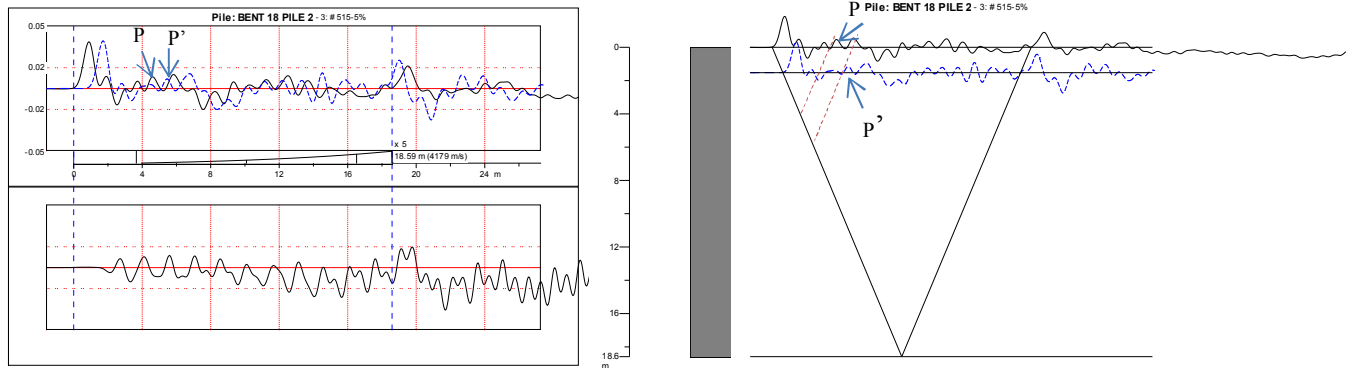 Pile: BENT 18 PILE 2 - 3: # 515-5%
0.05
P
P'
0.02
-0.02
-0.05
x 5
18.59 m (4179 m/s)
0
4
8
12
16
20
24
m
0
4
8
12
16
18.6
m
P
Pile: BENT 18 PILE 2 - 3: # 515-5%
P'